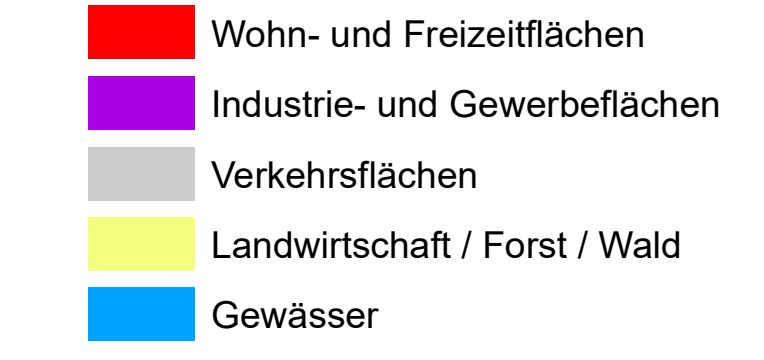 Wohn- und Freizeitflächen
Industrie- und Gewerbeflächen
Verkehrsflächen
Landwirtschaft / Forst / Wald
Gewässer